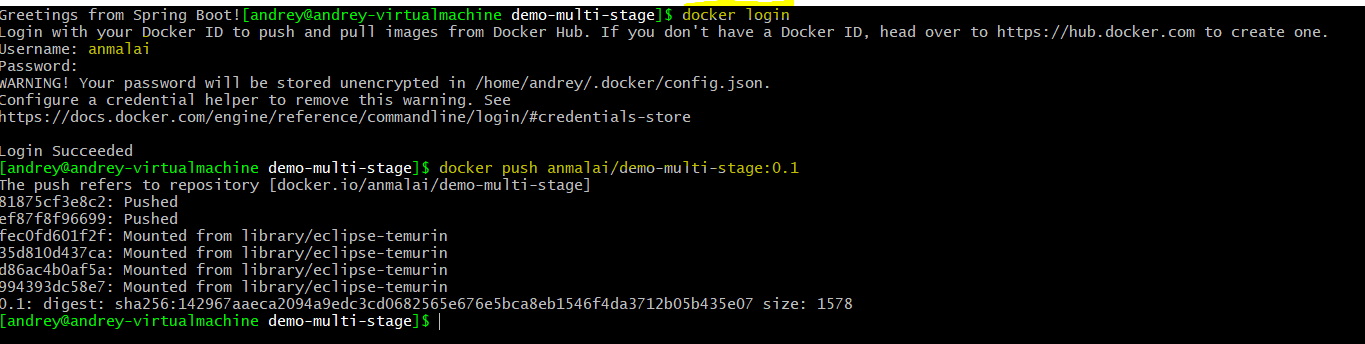 Greetings from Spring Boot![andrey@andrey-virtualmachine demo-multi-stage]$ docker login
Login with your Docker ID to push and pull images from Docker Hub. If you don't have a Docker ID, head over to https://hub.docker.com to create one.
Username: anmalai
Password:
WARNING! Your password will be stored unencrypted in /home/andrey/.docker/config.json.
Configure a credential helper to remove this warning. See
https://docs.docker.com/engine/reference/commandline/login/#credentials-store
Login Succeeded
[andrey@andrey-virtualmachine demo-multi-stage]$ docker push anmalai/demo-multi-stage:0.1
The push refers to repository [docker.io/anmalai/demo-multi-stage]
81875cf3e8c2: Pushed
ef87f8f96699: Pushed
fec0fd601f2f: Mounted from library/eclipse-temurin
35d810d437ca: Mounted from library/eclipse-temurin
d86ac4b0af5a: Mounted from library/eclipse-temurin
994393dc58e7: Mounted from library/eclipse-temurin
0.1: digest: sha256:142967aaeca2094a9edc3cd0682565e676e5bca8eb1546f4da3712b05b435e07 size: 1578
[andrey@andrey-virtualmachine demo-multi-stage]$